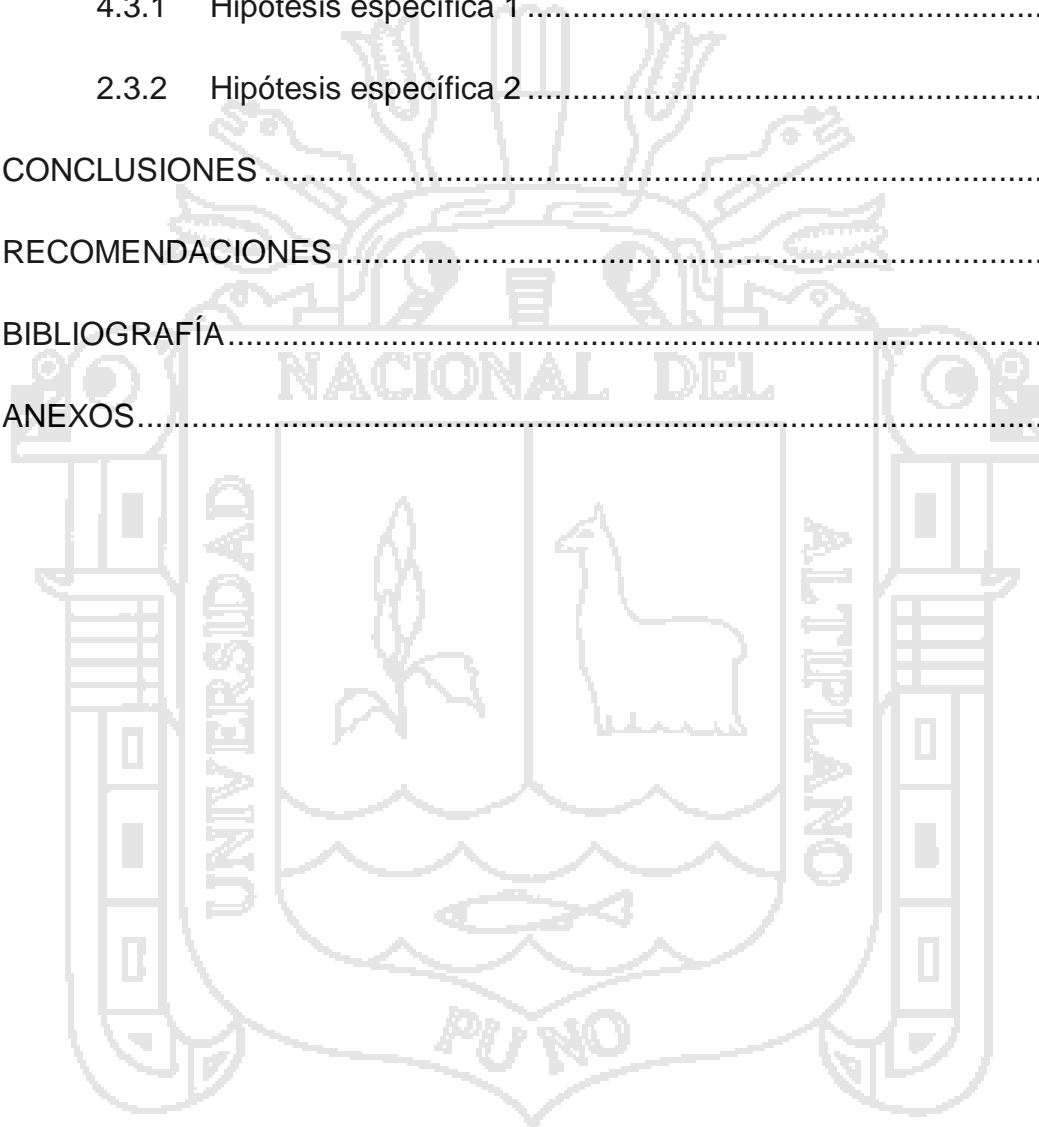 4.3.1 Hipótesis específica 1
2.3.2 Hipótesis específica 2
CONCLUSIONES
RECOMENDACIONES
BIBLIOGRAFÍA
ANEXOS
NACIONAL DEL
UNIVERSIDAD
ALTIPLANO
PUNO